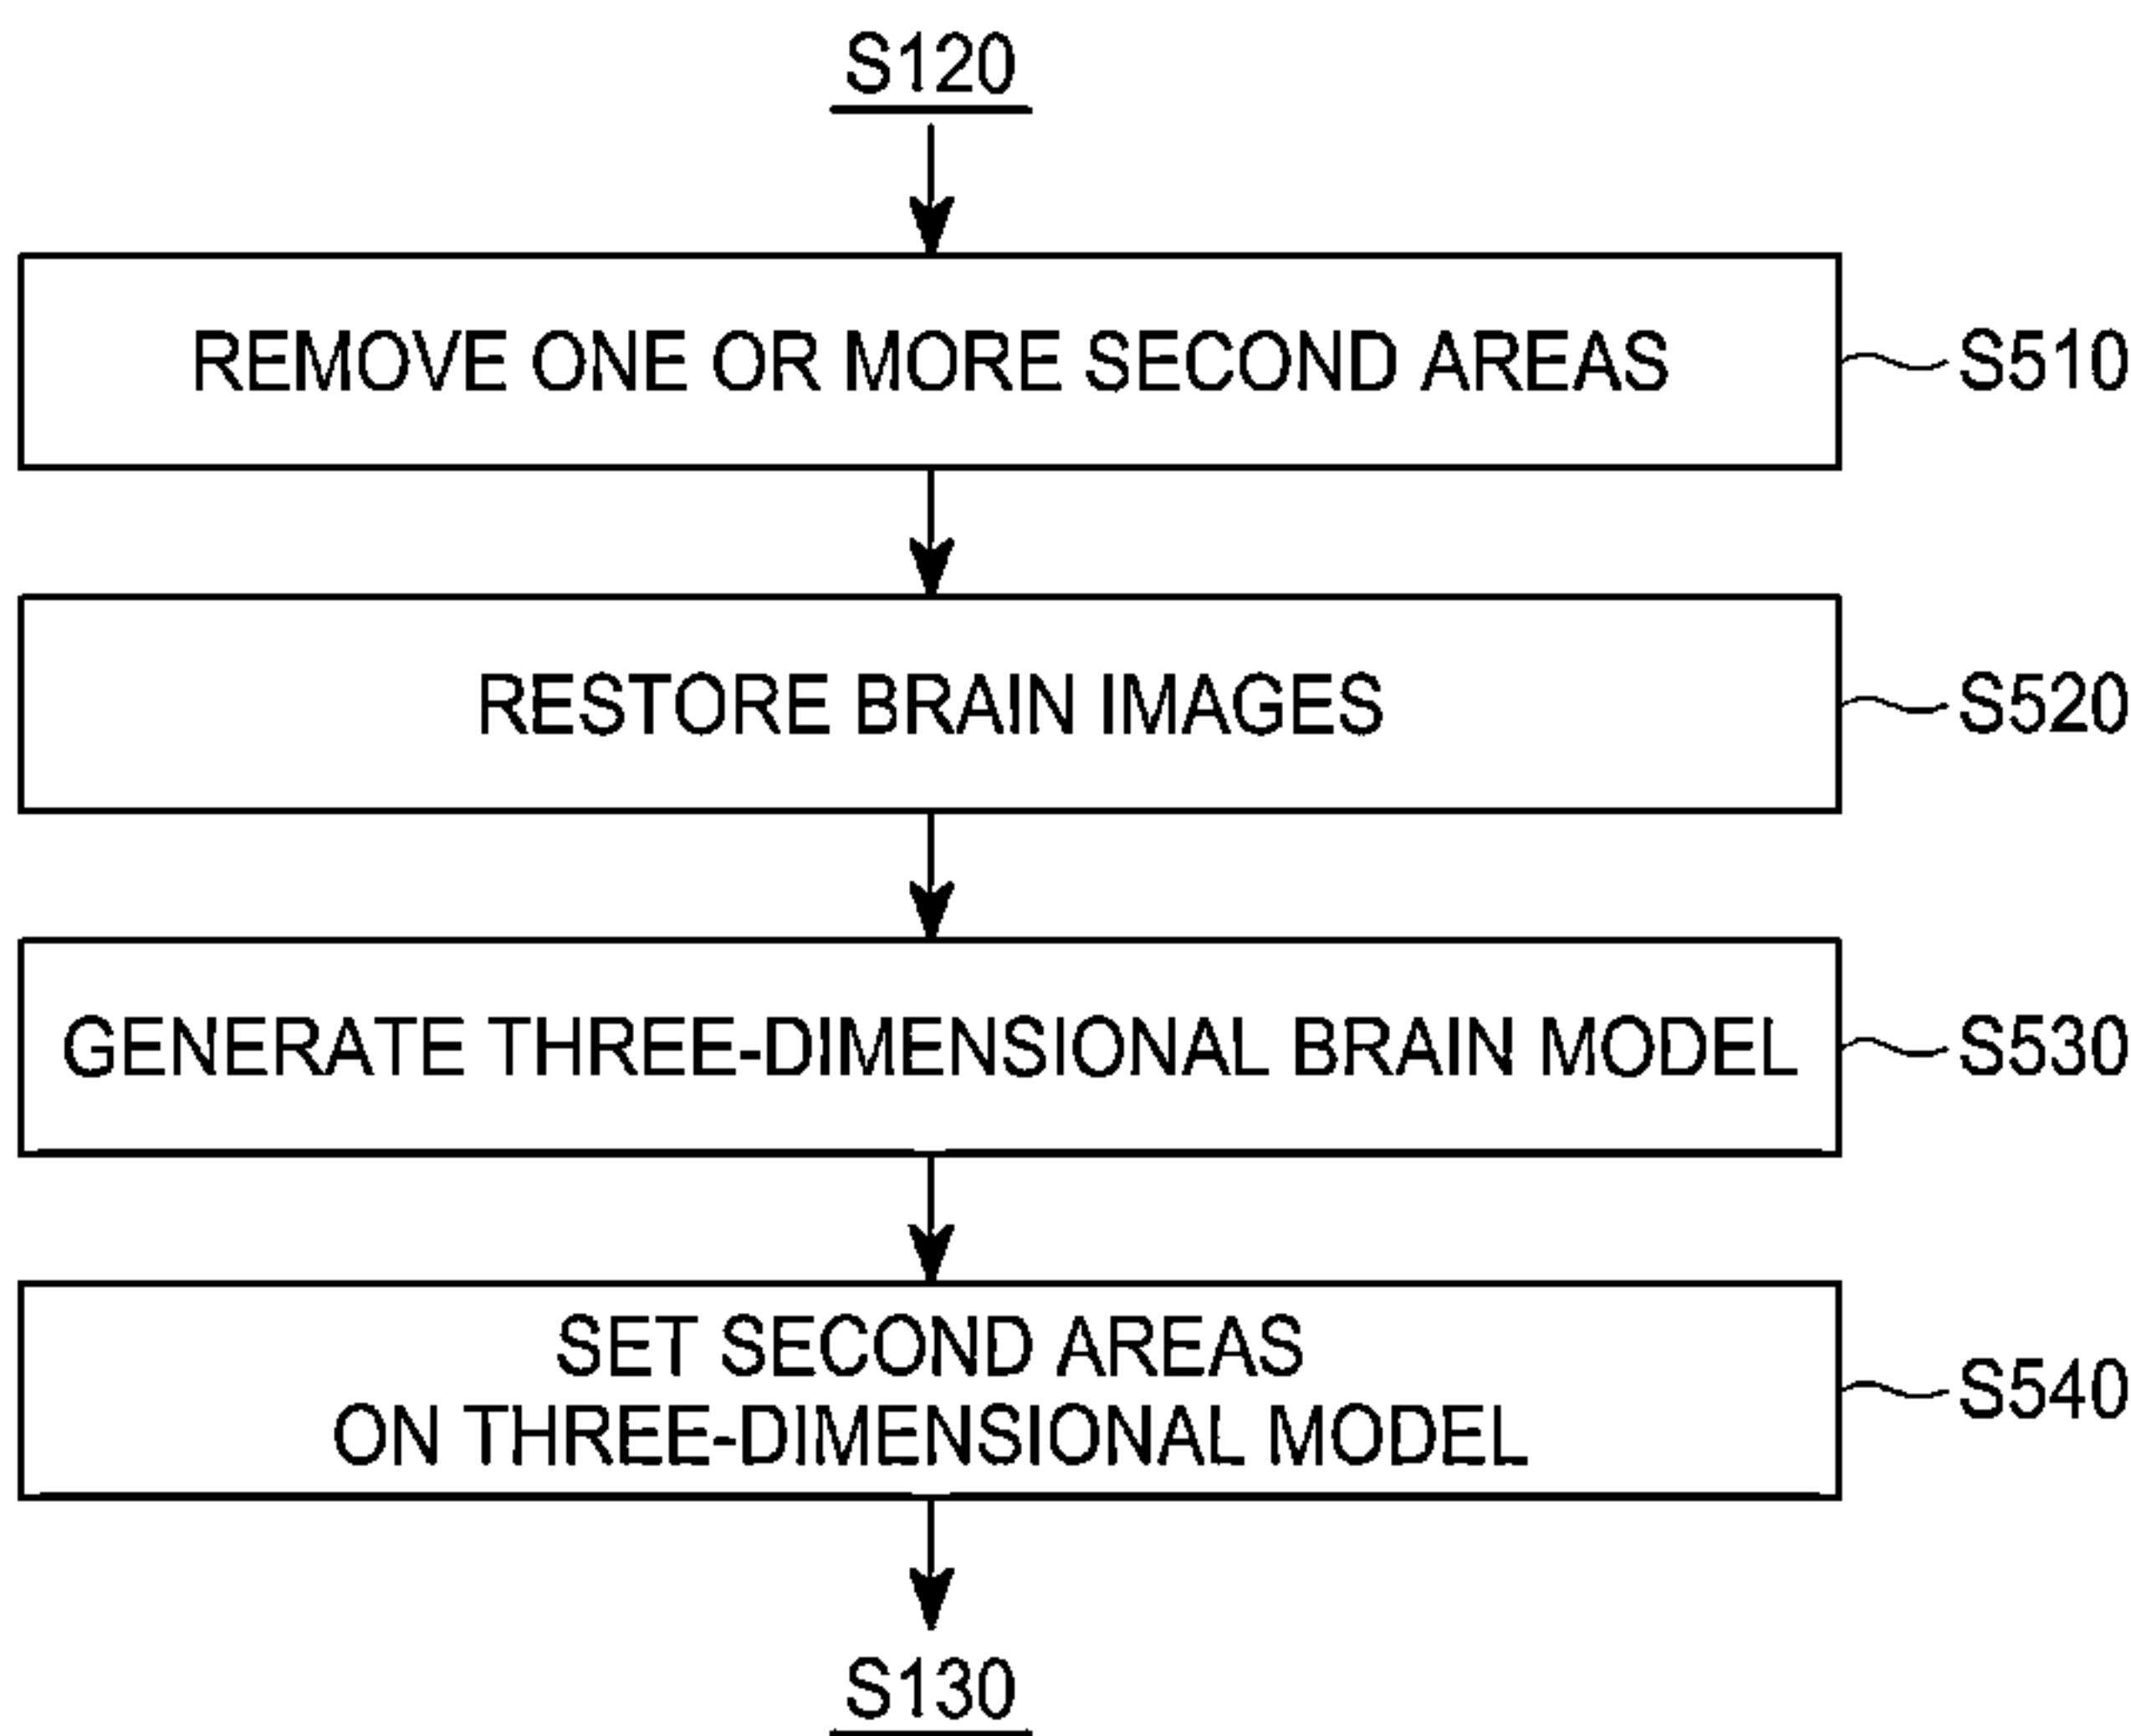 S120
REMOVE ONE OR MORE SECOND AREAS
S510
RESTORE BRAIN IMAGES
S520
GENERATE THREE-DIMENSIONAL BRAIN MODEL
S530
SET SECOND AREAS
ON THREE-DIMENSIONAL MODEL
S540
S130